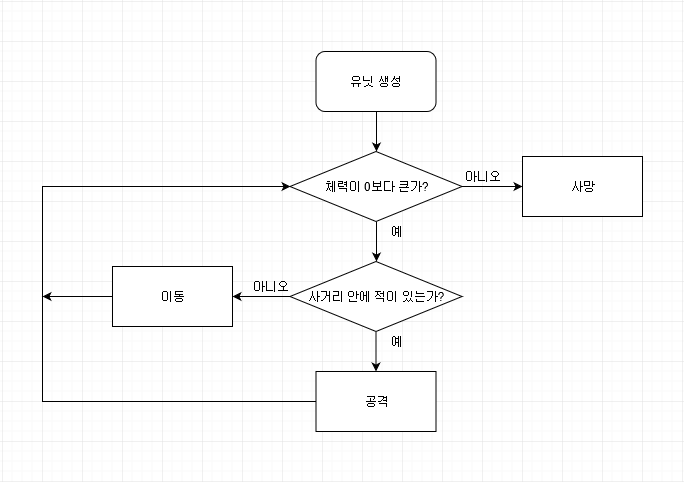 유닛 생성
체력이 0보다 큰가?
아니오
사망
예
사거리 안에 적이 있는가?
아니오
이동
예
공격